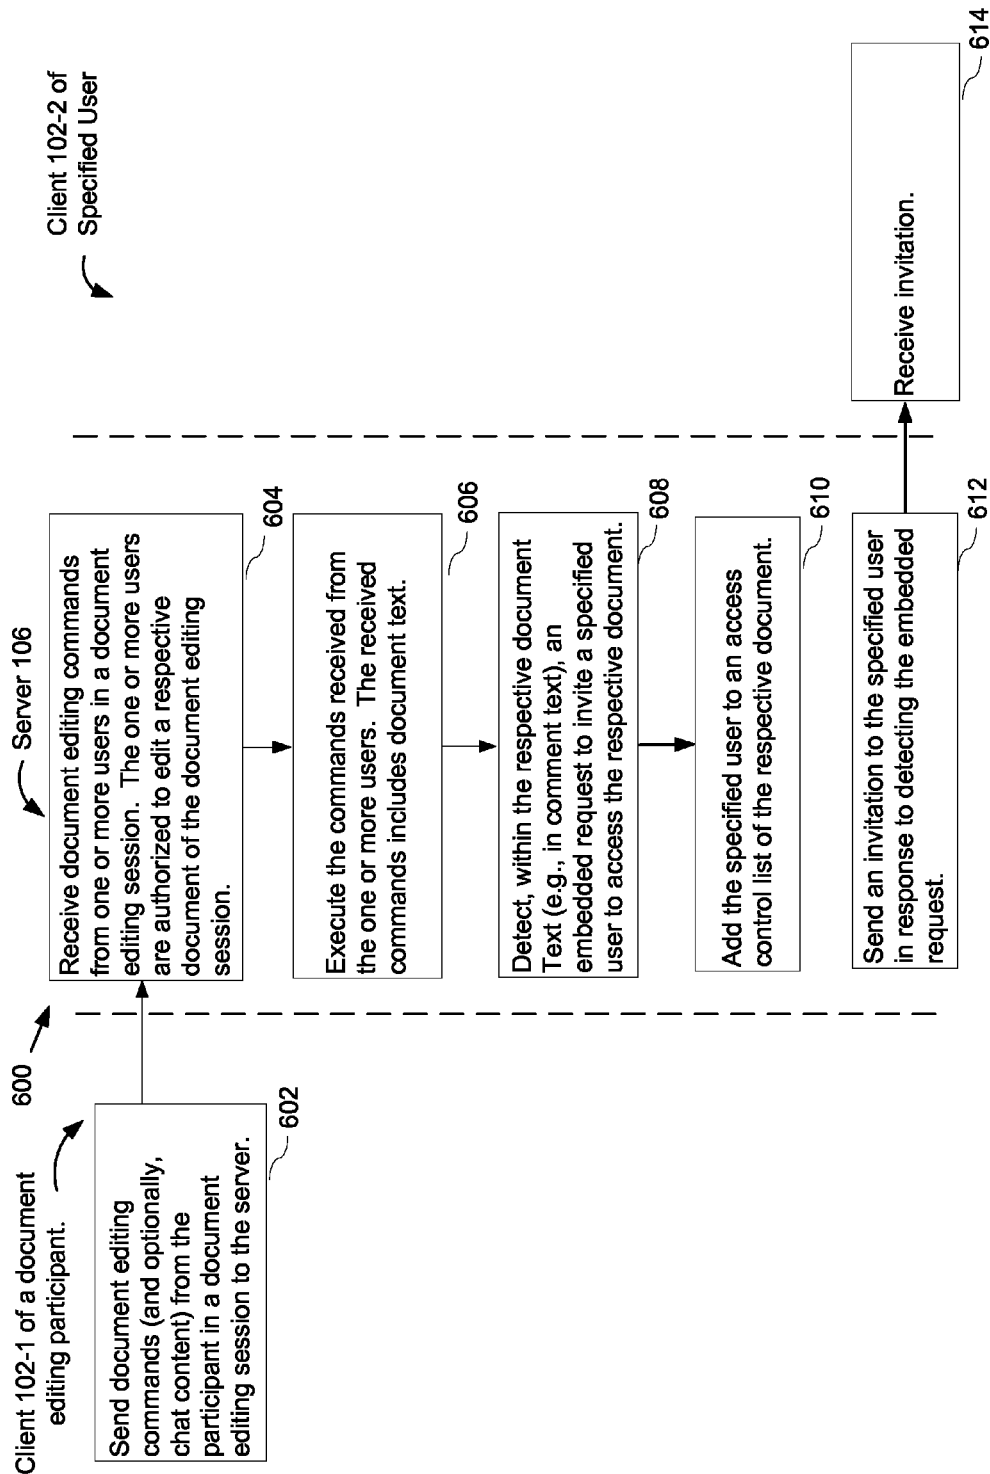 Client 102-1 of a document
editing participant.
600
Server 106
Client 102-2 of
Specified User
Send document editing
commands (and optionally,
chat content) from the
participant in a document
editing session to the server.
602
Receive document editing commands
from one or more users in a document
editing session. The one or more users
are authorized to edit a respective
document of the document editing
session.
604
Execute the commands received from
the one or more users. The received
commands includes document text.
606
Detect, within the respective document
Text (e.g., in comment text), an
embedded request to invite a specified
user to access the respective document.
608
Add the specified user to an access
control list of the respective document.
610
Send an invitation to the specified user
in response to detecting the embedded
request.
612
Receive invitation.
614